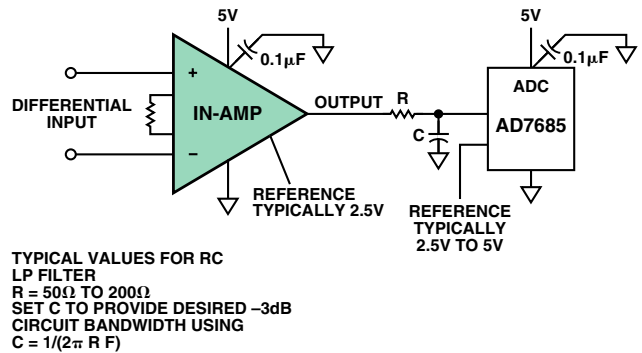 5V
0.1μF
5V
0.1μF
+
DIFFERENTIAL
INPUT
IN-AMP
−
OUTPUT
R
C
ADC
AD7685
REFERENCE
TYPICALLY 2.5V
REFERENCE
TYPICALLY
2.5V TO 5V
TYPICAL VALUES FOR RC
LP FILTER
R = 50Ω TO 200Ω
SET C TO PROVIDE DESIRED –3dB
CIRCUIT BANDWIDTH USING
C = 1/(2π R F)